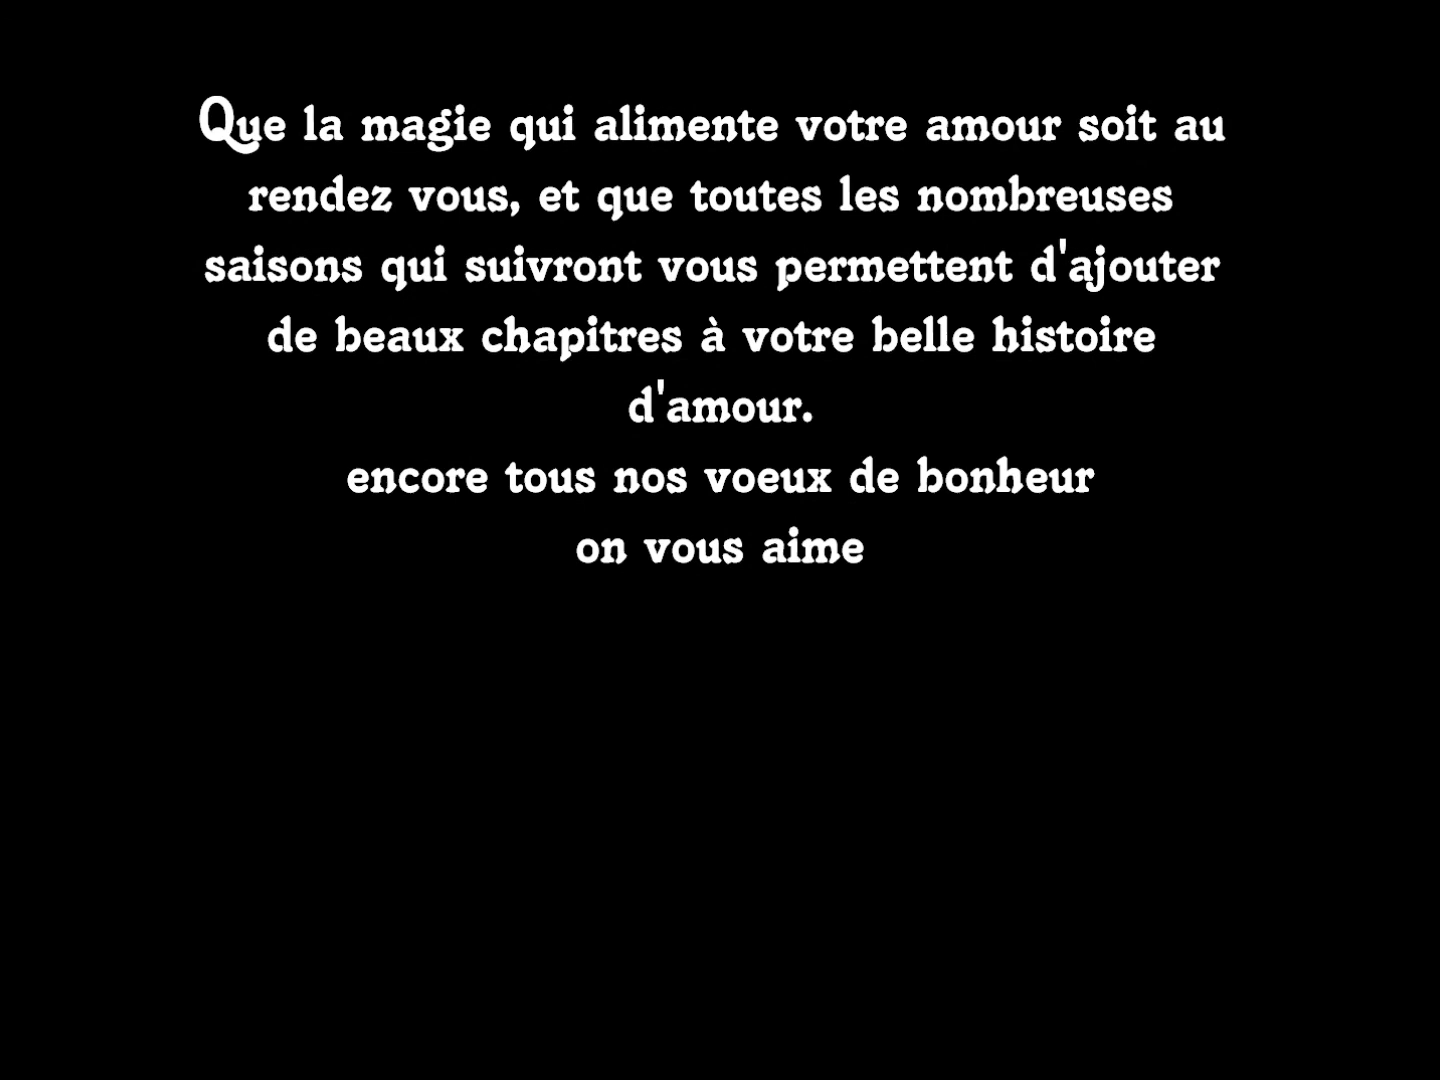 Que la magie qui alimente votre amour soit au
rendez vous, et que toutes les nombreuses
saisons qui suivront vous permettent d'ajouter
de beaux chapitres à votre belle histoire
d'amour.
encore tous nos voeux de bonheur
on vous aime